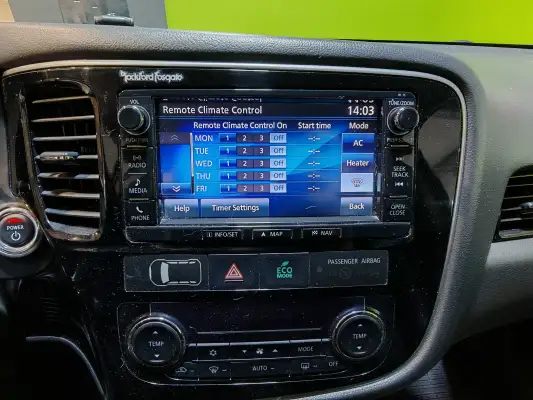 Rockford Fosgate
VOL
Remote Climate Control 14:03
TUNE/ZOOM
Remote Climate Control On Start time Mode
MON 1 2 3 Off --:-- AC
TUE 1 2 3 Off --:--
WED 1 2 3 Off --:-- Heater
THU 1 2 3 Off --:--
FRI 1 2 3 Off --:--
Help Timer Settings Back
RADIO
MEDIA
PHONE
SEEK
TRACK
OPEN
CLOSE
INFO/SET MAP NAV
POWER
ECO
MODE
PASSENGER AIRBAG
TEMP
MODE
TEMP
AUTO
OFF